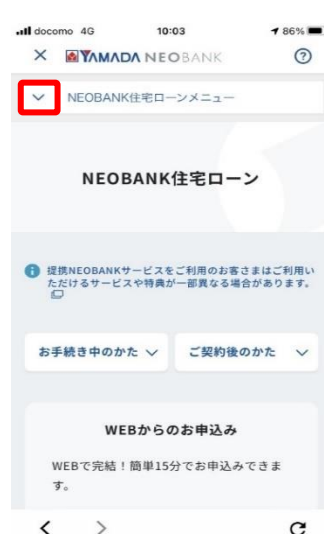 docomo 4G 10:03 86%
YAMADA NEOBANK
NEOBANK住宅ローンメニュー
NEOBANK住宅ローン
提携NEOBANKサービスをご利用のお客さまはご利用い
ただけるサービスや特典が一部異なる場合があります。
お手続き中のかた ご契約後のかた
WEBからのお申込み
WEBで完結！簡単15分でお申込みできま
す。